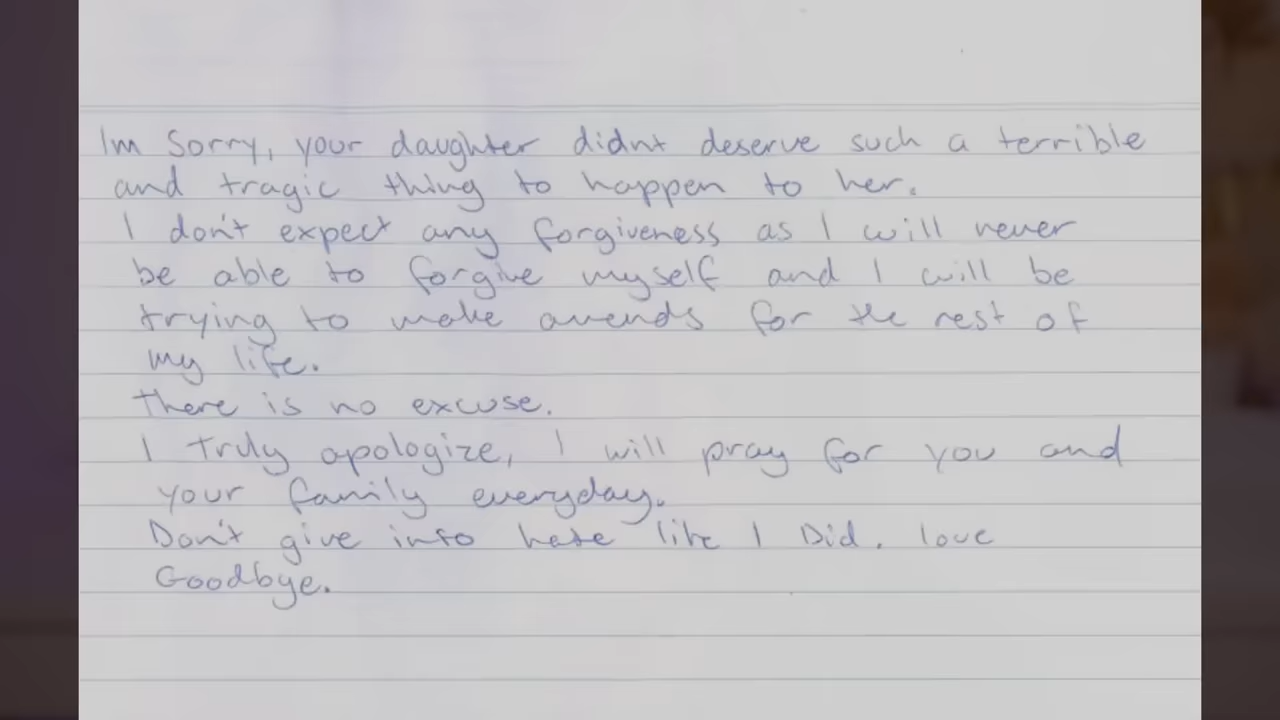 Im Sorry, your daughter didnt deserve such a terrible
and tragic thing to happen to her.
I don't expect any forgiveness as I will never
be able to forgive myself and I will be
trying to make amends for the rest of
my life.
There is no excuse.
I Truly apologize, I will pray for you and
your family everyday.
Don't give into hate like I Did. love
Goodbye.